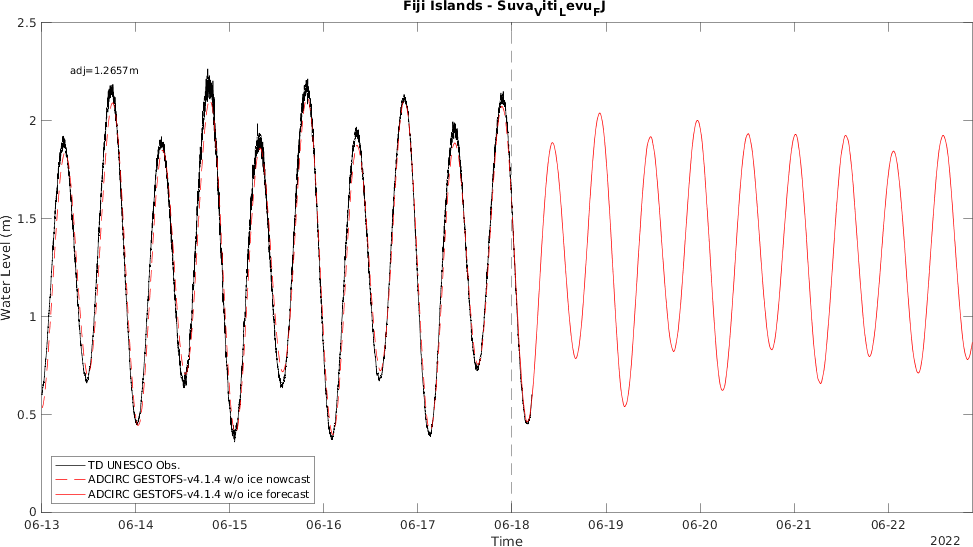 Fiji Islands - SuvaVitiLevuFJ
2.5
adj=1.2657m
2
1.5
Water Level (m)
1
0.5
TD UNESCO Obs.
ADCIRC GESTOFS-v4.1.4 w/o ice nowcast
ADCIRC GESTOFS-v4.1.4 w/o ice forecast
0
06-13 06-14 06-15 06-16 06-17 06-18 06-19 06-20 06-21 06-22
Time
2022